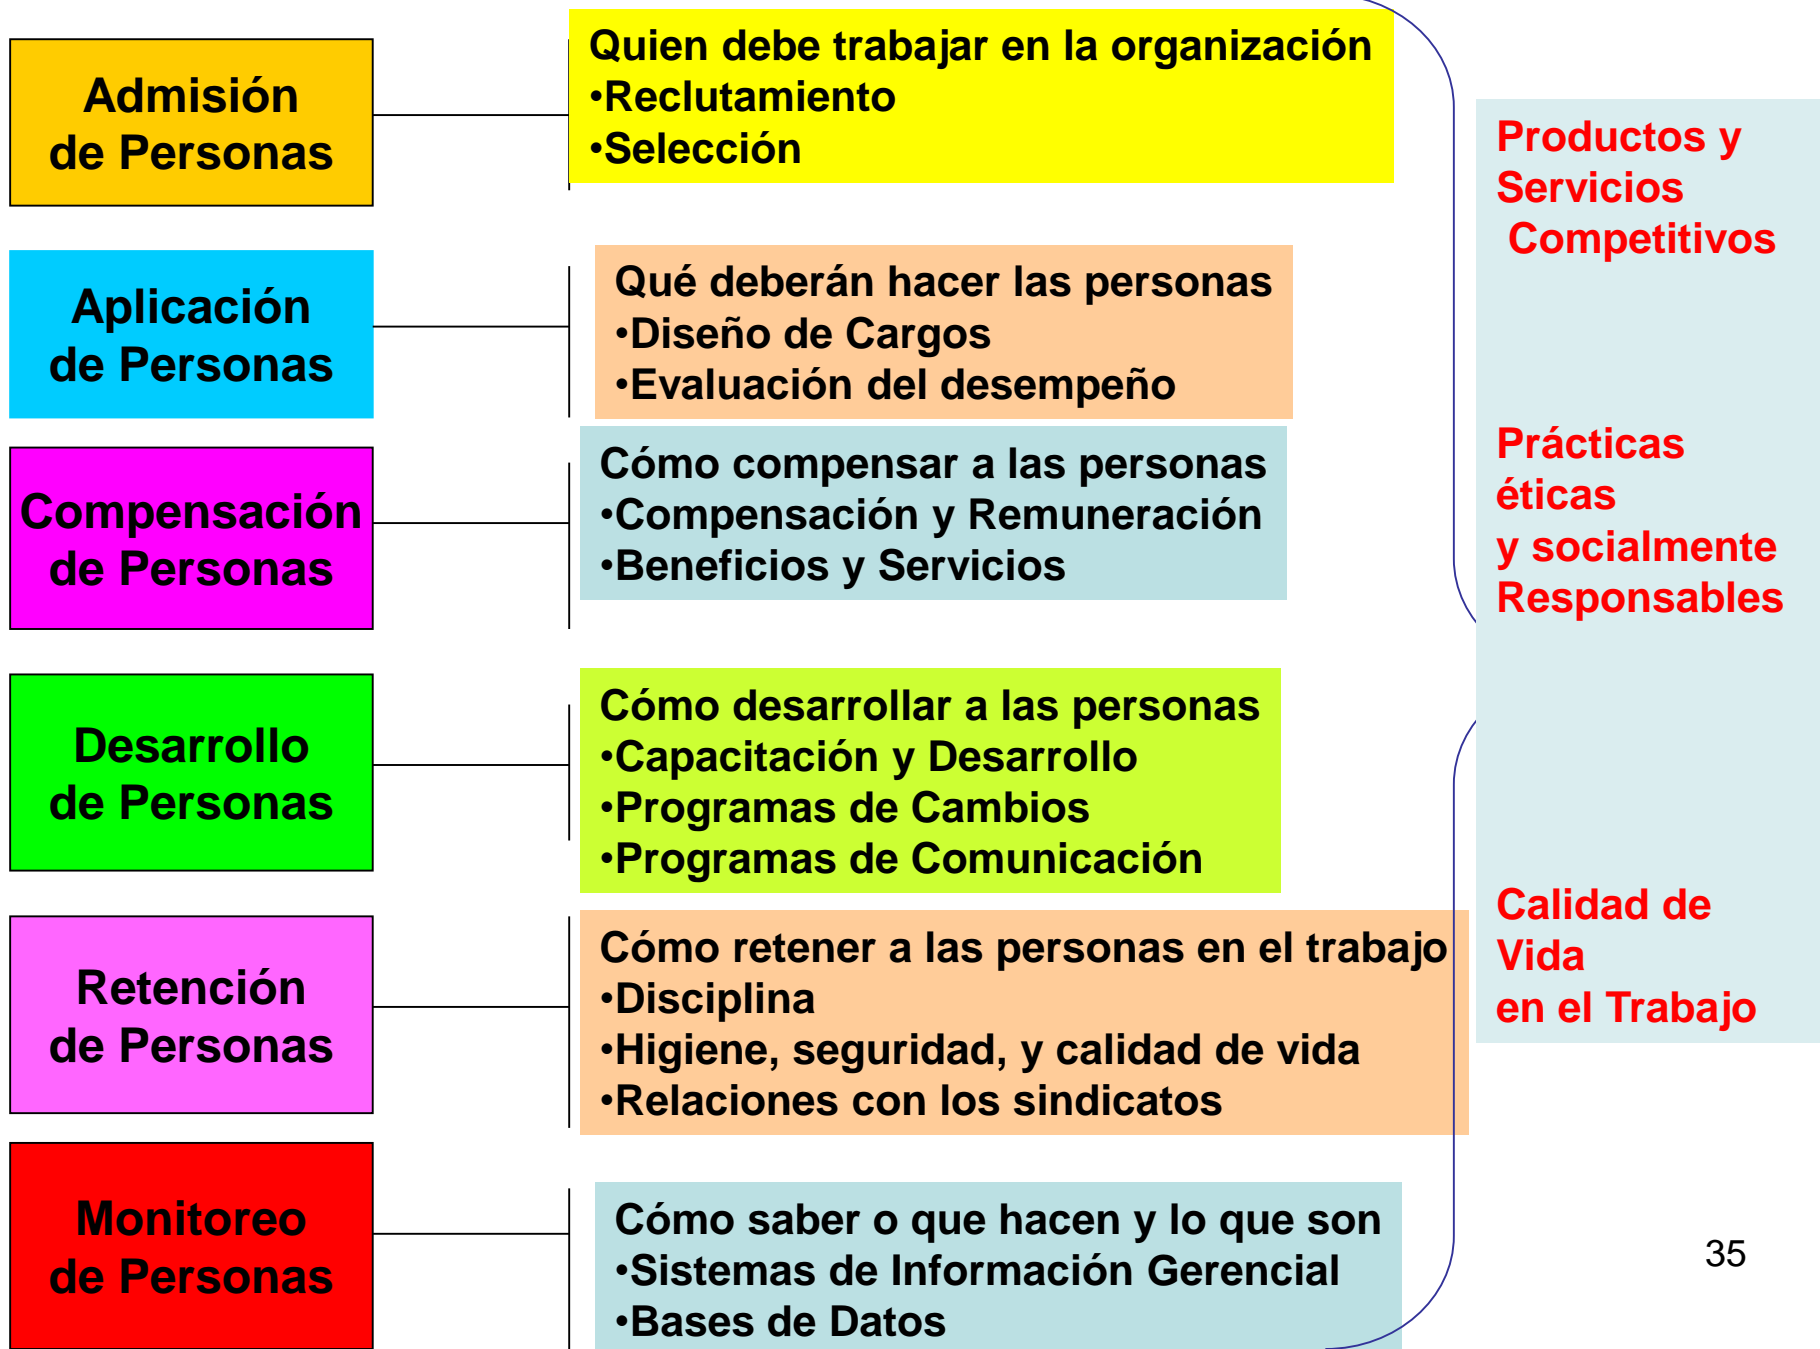 Admisión
de Personas
Quien debe trabajar en la organización
•Reclutamiento
•Selección
Aplicación
de Personas
Qué deberán hacer las personas
•Diseño de Cargos
•Evaluación del desempeño
Compensación
de Personas
Cómo compensar a las personas
•Compensación y Remuneración
•Beneficios y Servicios
Desarrollo
de Personas
Cómo desarrollar a las personas
•Capacitación y Desarrollo
•Programas de Cambios
•Programas de Comunicación
Retención
de Personas
Cómo retener a las personas en el trabajo
•Disciplina
•Higiene, seguridad, y calidad de vida
•Relaciones con los sindicatos
Monitoreo
de Personas
Cómo saber o que hacen y lo que son
•Sistemas de Información Gerencial
•Bases de Datos
Productos y
Servicios
Competitivos
Prácticas
éticas
y socialmente
Responsables
Calidad de
Vida
en el Trabajo
35